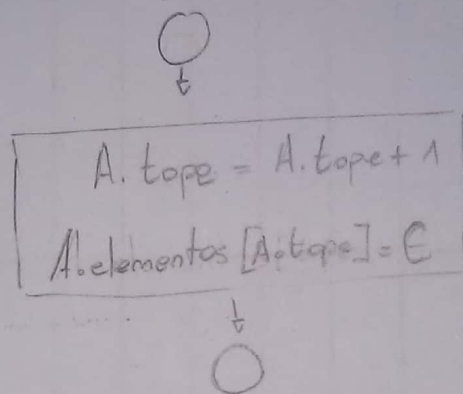 A. tope = A. tope + 1
A.elementos [A.tope] = E